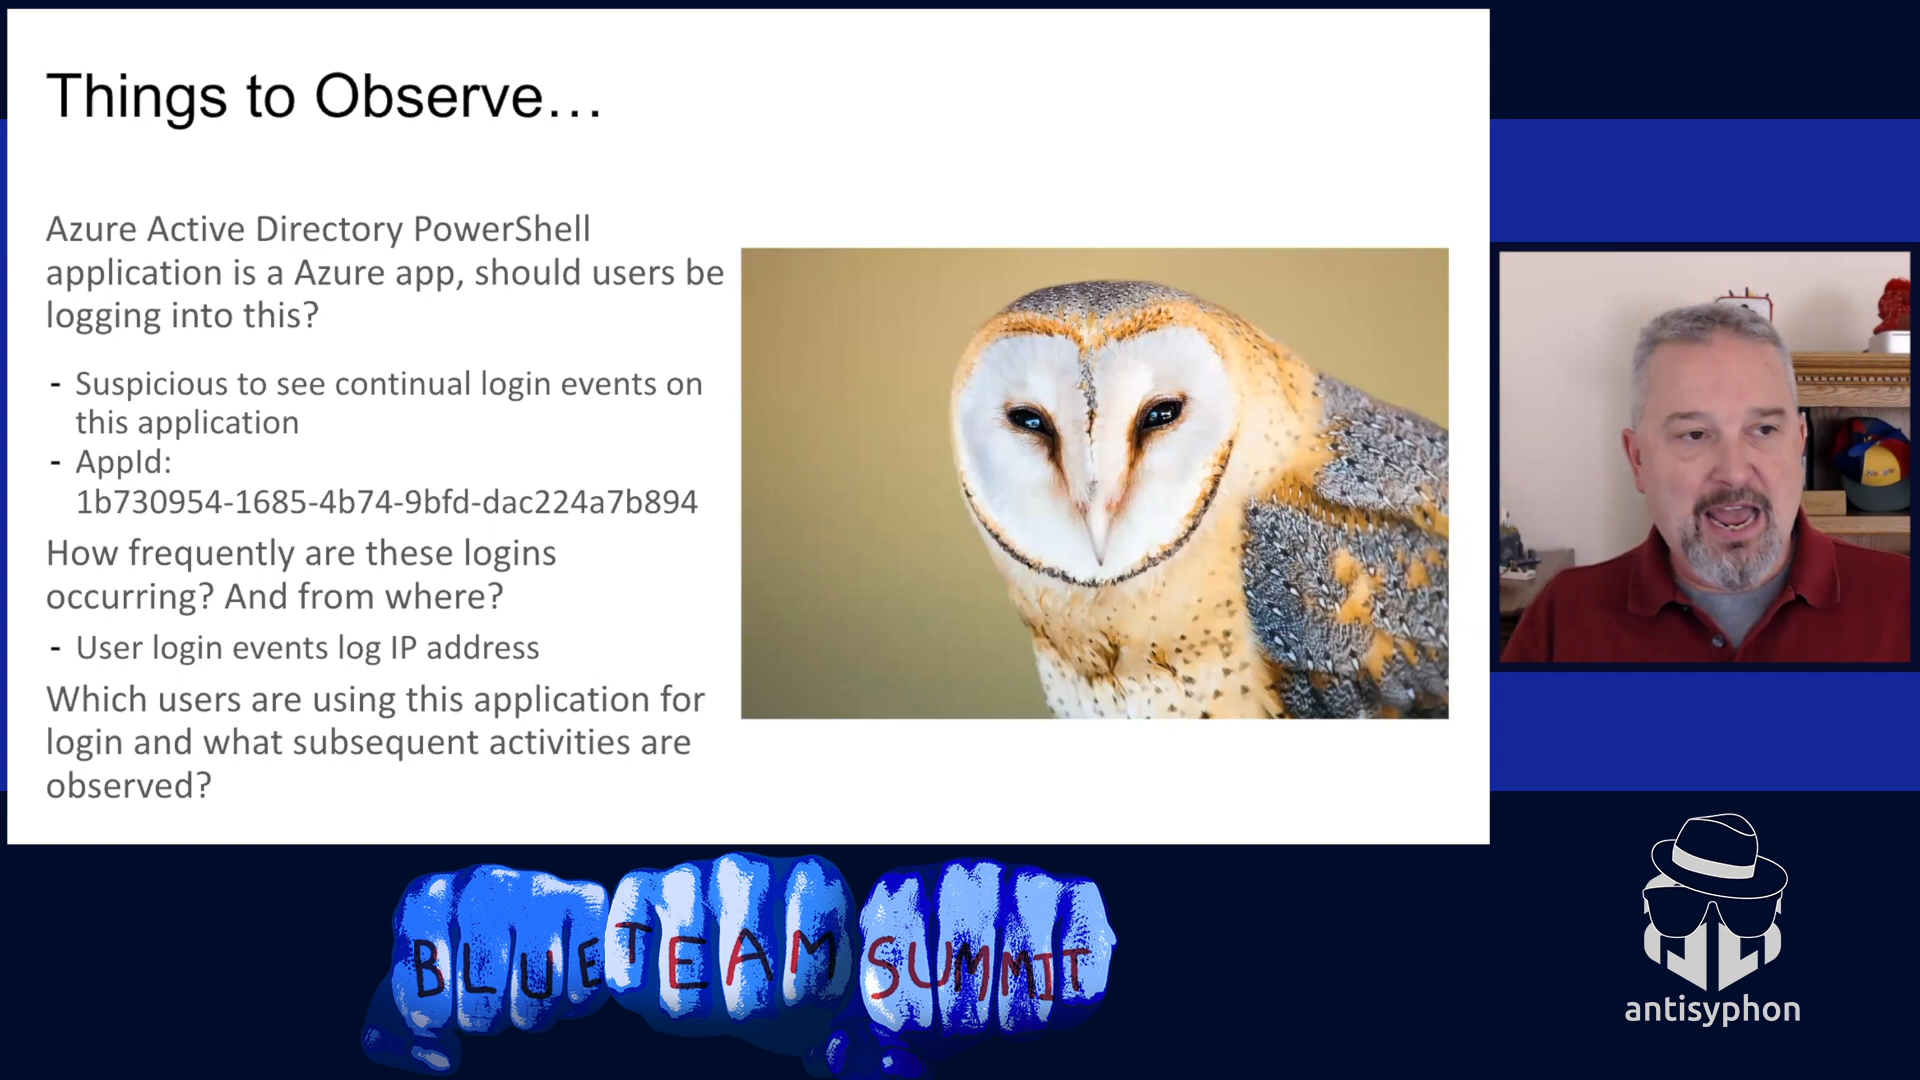 Things to Observe…
Azure Active Directory PowerShell
application is a Azure app, should users be
logging into this?
- Suspicious to see continual login events on
this application
- AppId:
1b730954-1685-4b74-9bfd-dac224a7b894
How frequently are these logins
occurring? And from where?
- User login events log IP address
Which users are using this application for
login and what subsequent activities are
observed?
BLUE TEAM SUMMIT
antisyphon